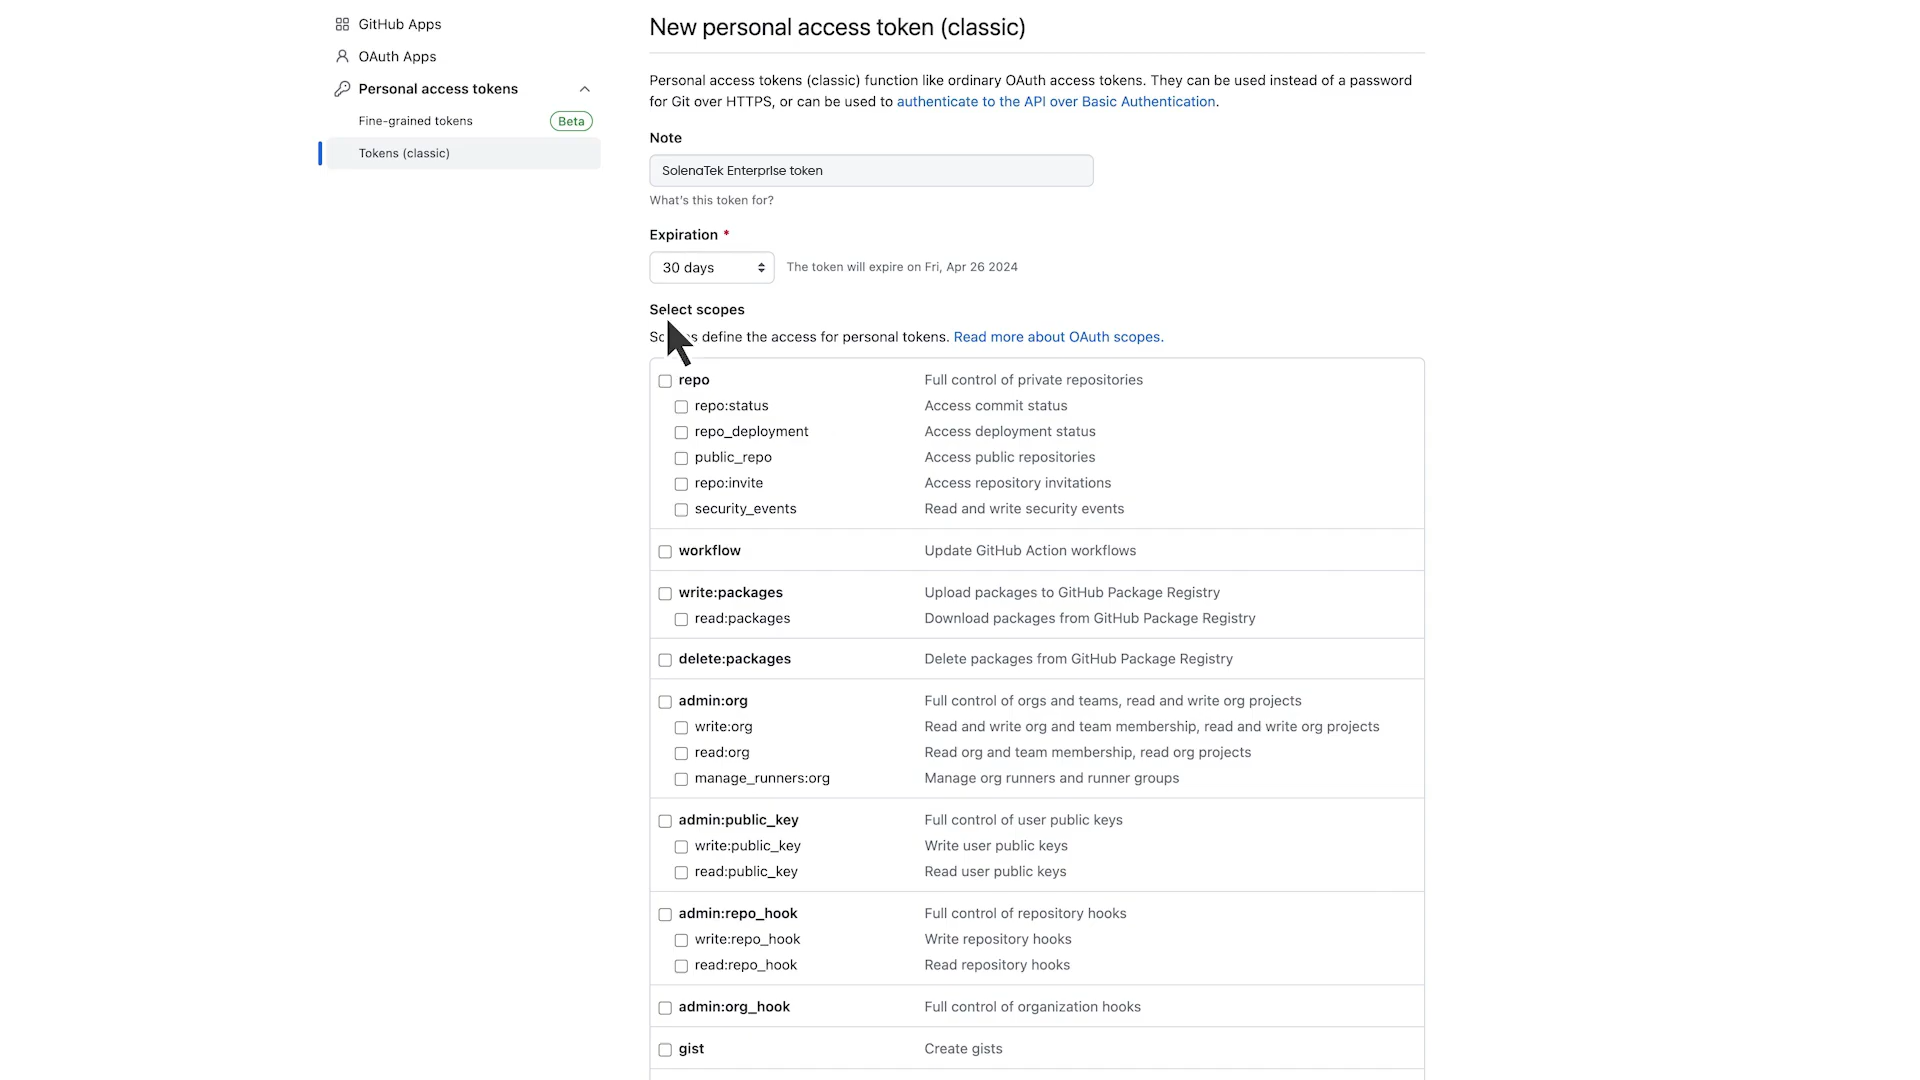 GitHub Apps
OAuth Apps
Personal access tokens
Fine-grained tokens Beta
Tokens (classic)
New personal access token (classic)
Personal access tokens (classic) function like ordinary OAuth access tokens. They can be used instead of a password
for Git over HTTPS, or can be used to authenticate to the API over Basic Authentication.
Note
SolenaTek Enterprise token
What's this token for?
Expiration *
30 days The token will expire on Fri, Apr 26 2024
Select scopes
define the access for personal tokens. Read more about OAuth scopes.
repo Full control of private repositories
repo:status Access commit status
repo_deployment Access deployment status
public_repo Access public repositories
repo:invite Access repository invitations
security_events Read and write security events
workflow Update GitHub Action workflows
write:packages Upload packages to GitHub Package Registry
read:packages Download packages from GitHub Package Registry
delete:packages Delete packages from GitHub Package Registry
admin:org Full control of orgs and teams, read and write org projects
write:org Read and write org and team membership, read and write org projects
read:org Read org and team membership, read org projects
manage_runners:org Manage org runners and runner groups
admin:public_key Full control of user public keys
write:public_key Write user public keys
read:public_key Read user public keys
admin:repo_hook Full control of repository hooks
write:repo_hook Write repository hooks
read:repo_hook Read repository hooks
admin:org_hook Full control of organization hooks
gist Create gists